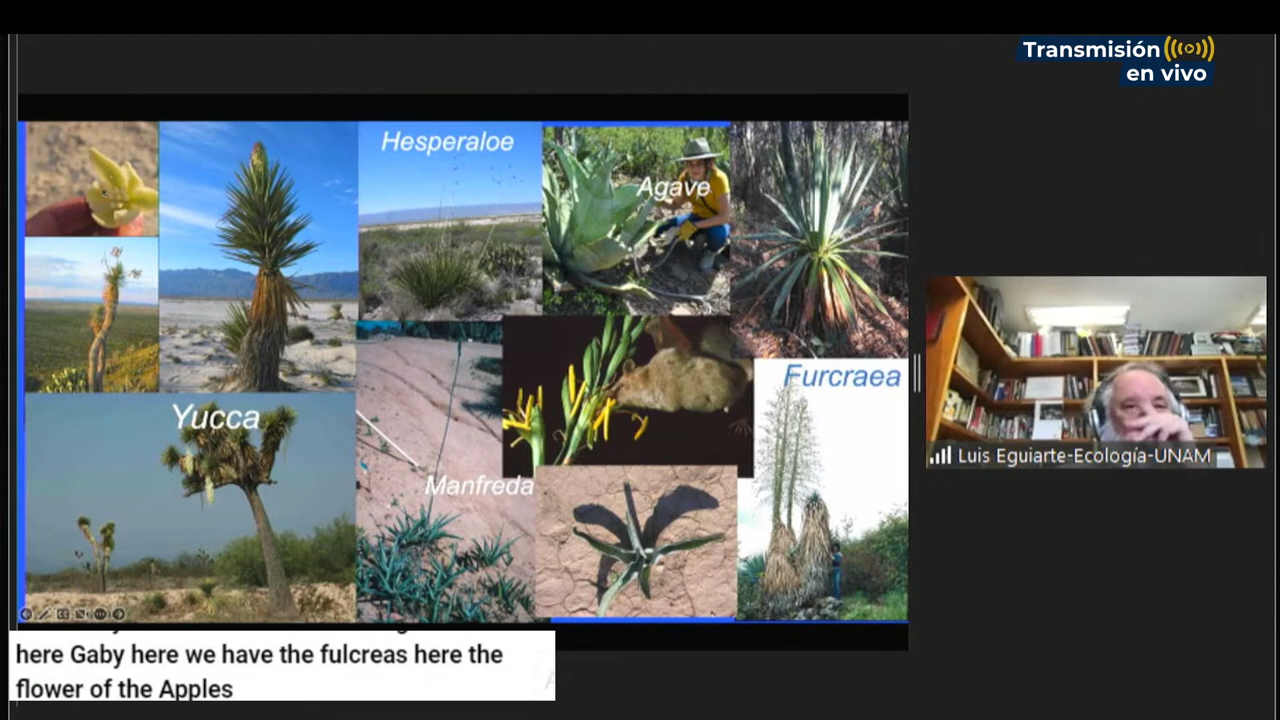 Transmisión
en vivo
Hesperaloe
Agave
Furcraea
Yucca
Manfreda
Luis Eguiarte-Ecología-UNAM
here Gaby here we have the fulcreas here the
flower of the Apples